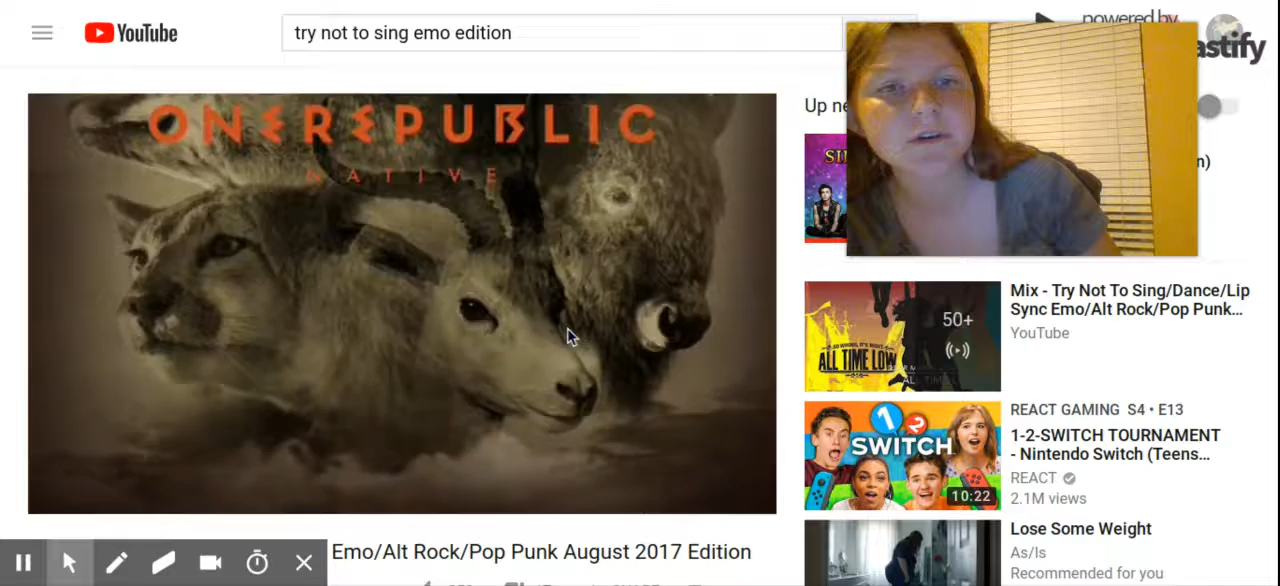 YouTube
try not to sing emo edition
powered by
astify
ONEREPUBLIC
NATIVE
Up ne
n)
50+
ALL TIME LOW
Mix - Try Not To Sing/Dance/Lip
Sync Emo/Alt Rock/Pop Punk...
YouTube
1 2
SWITCH
10:22
REACT GAMING S4 • E13
1-2-SWITCH TOURNAMENT
- Nintendo Switch (Teens...
REACT
2.1M views
Lose Some Weight
As/Is
Recommended for you
Emo/Alt Rock/Pop Punk August 2017 Edition